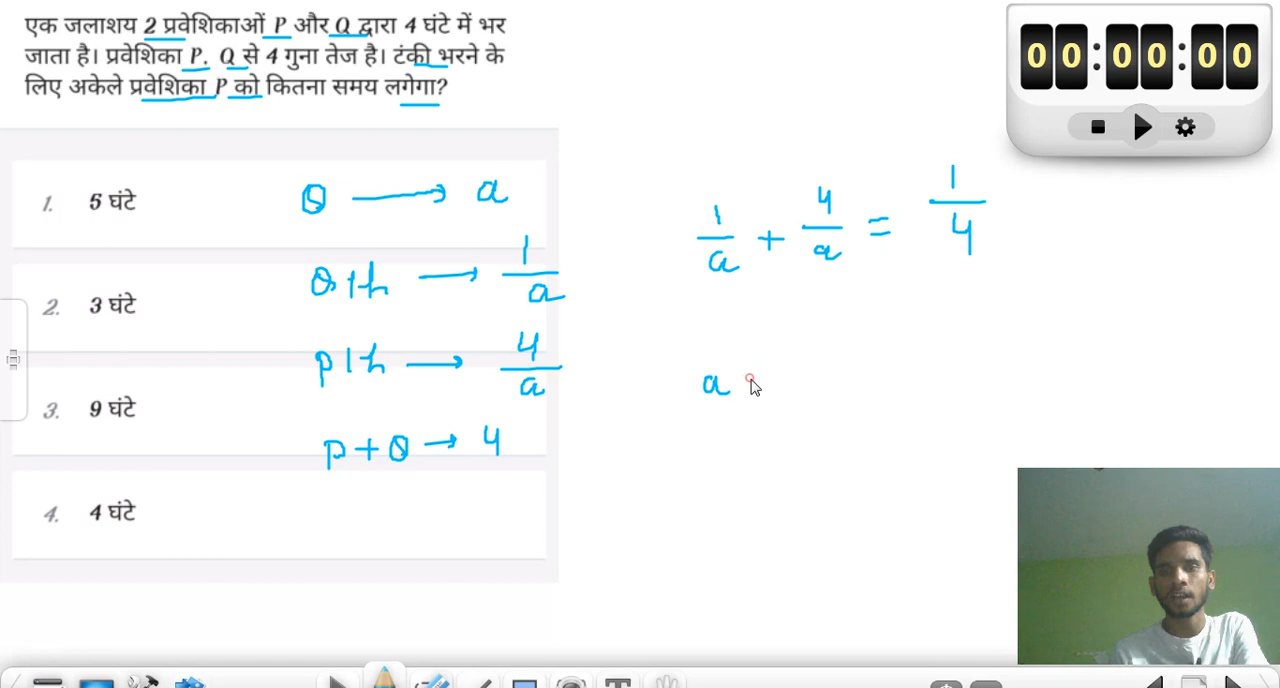 एक जलाशय 2 प्रवेशिकाओं P और Q द्वारा 4 घंटे में भर
जाता है। प्रवेशिका P, Q से 4 गुना तेज है। टंकी भरने के
लिए अकेले प्रवेशिका P को कितना समय लगेगा?
1. 5 घंटे
2. 3 घंटे
3. 9 घंटे
4. 4 घंटे
Q → a
Q 1h → 1/a
P 1h → 4/a
P + Q → 4
1/a + 4/a = 1/4
a
00:00:00